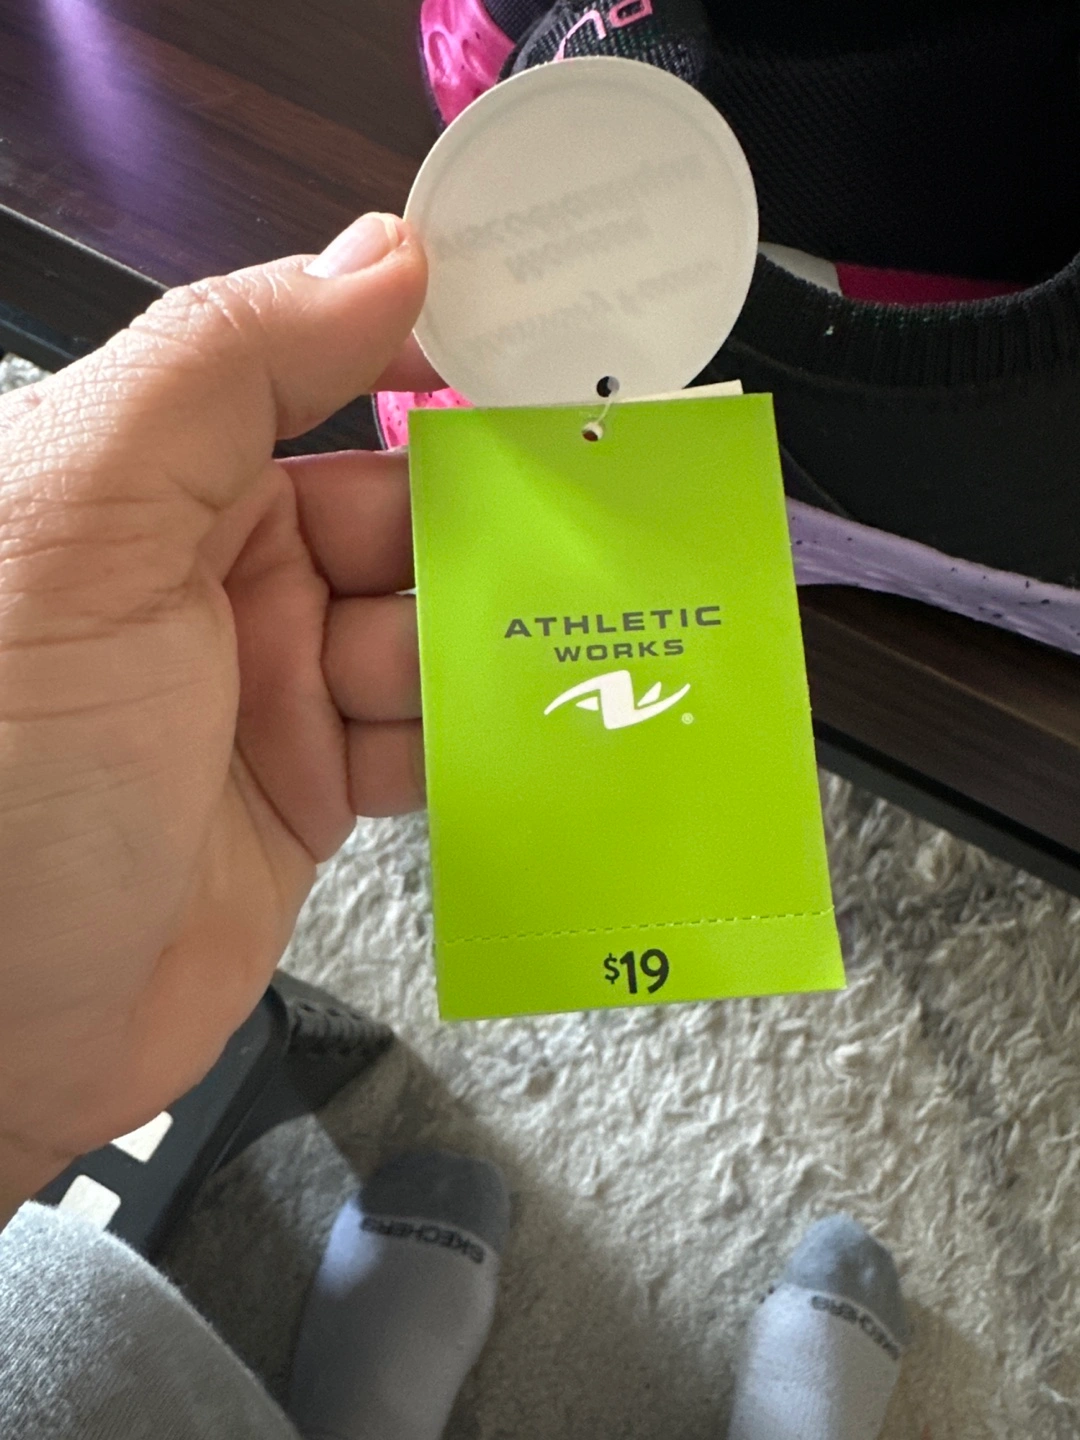 ATHLETIC
WORKS
®
$19
SKECHERS
SKECHERS